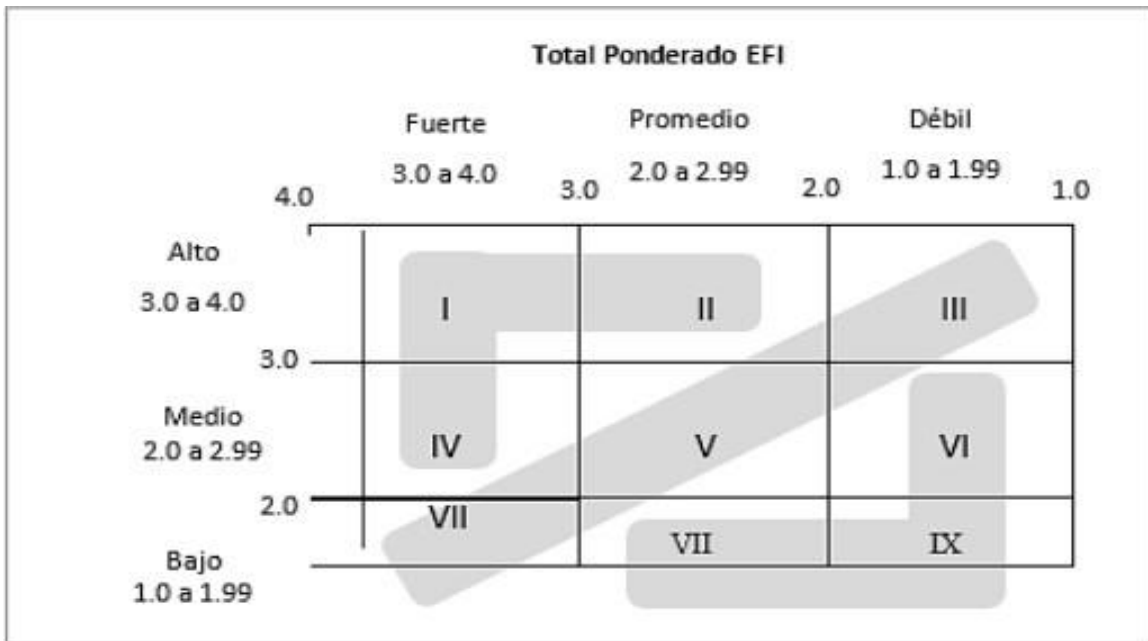 Total Ponderado EFI
Fuerte Promedio Débil
3.0 a 4.0 2.0 a 2.99 1.0 a 1.99
4.0 3.0 2.0 1.0
Alto
3.0 a 4.0
I II III
3.0
Medio
2.0 a 2.99
IV V VI
2.0
VII VII IX
Bajo
1.0 a 1.99